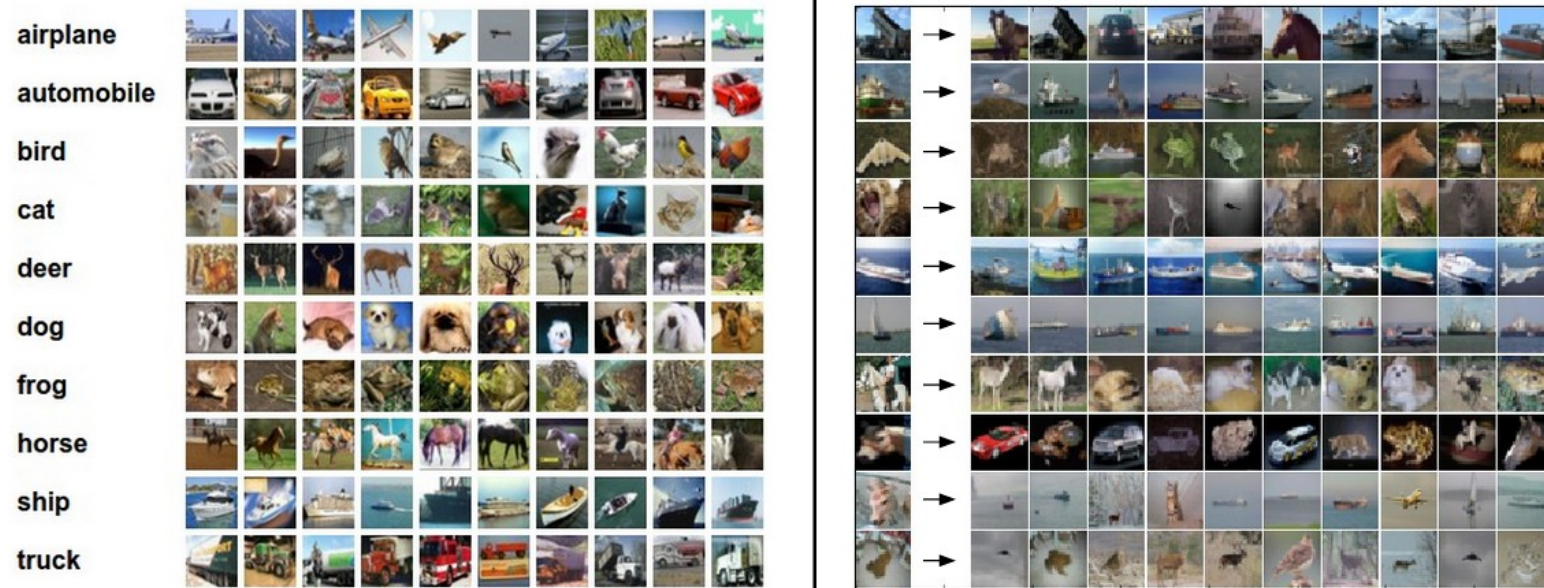 airplane
automobile
bird
cat
deer
dog
frog
horse
ship
truck